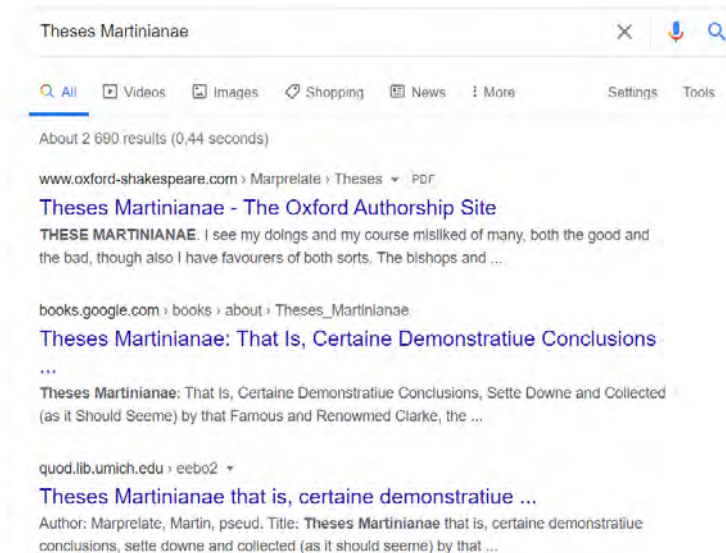 Theses Martinianae
All Videos Images Shopping News More Settings Tools
About 2 690 results (0,44 seconds)
www.oxford-shakespeare.com › Marprelate › Theses PDF
Theses Martinianae - The Oxford Authorship Site
THESE MARTINIANAE. I see my doings and my course misliked of many, both the good and
the bad, though also I have favourers of both sorts. The bishops and ...
books.google.com › books › about › Theses_Martinianae
Theses Martinianae: That Is, Certaine Demonstratiue Conclusions
...
Theses Martinianae: That Is, Certaine Demonstratiue Conclusions, Sette Downe and Collected
(as it Should Seeme) by that Famous and Renowmed Clarke, the ...
quod.lib.umich.edu › eebo2
Theses Martinianae that is, certaine demonstratiue ...
Author: Marprelate, Martin, pseud. Title: Theses Martinianae that is, certaine demonstratiue
conclusions, sette downe and collected (as it should seeme) by that ...